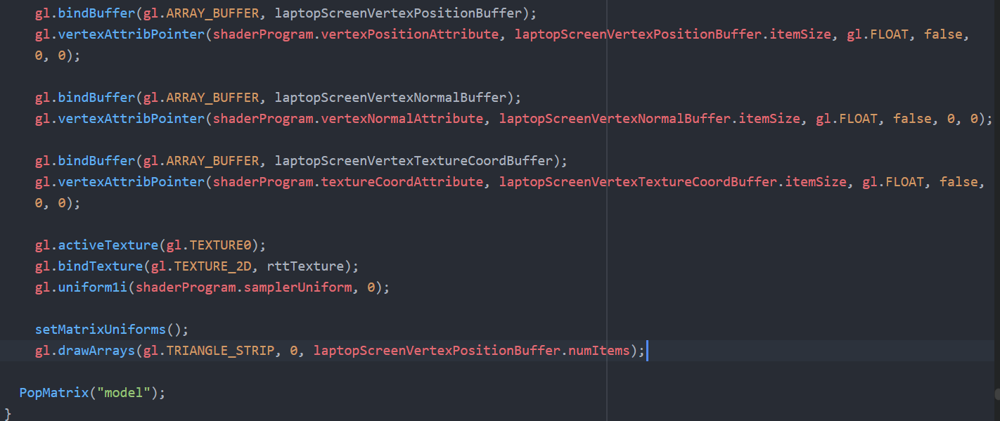 gl.bindBuffer(gl.ARRAY_BUFFER, laptopScreenVertexPositionBuffer);
gl.vertexAttribPointer(shaderProgram.vertexPositionAttribute, laptopScreenVertexPositionBuffer.itemSize, gl.FLOAT, false,
0, 0);
gl.bindBuffer(gl.ARRAY_BUFFER, laptopScreenVertexNormalBuffer);
gl.vertexAttribPointer(shaderProgram.vertexNormalAttribute, laptopScreenVertexNormalBuffer.itemSize, gl.FLOAT, false, 0, 0);
gl.bindBuffer(gl.ARRAY_BUFFER, laptopScreenVertexTextureCoordBuffer);
gl.vertexAttribPointer(shaderProgram.textureCoordAttribute, laptopScreenVertexTextureCoordBuffer.itemSize, gl.FLOAT, false,
0, 0);
gl.activeTexture(gl.TEXTURE0);
gl.bindTexture(gl.TEXTURE_2D, rttTexture);
gl.uniform1i(shaderProgram.samplerUniform, 0);
setMatrixUniforms();
gl.drawArrays(gl.TRIANGLE_STRIP, 0, laptopScreenVertexPositionBuffer.numItems);
PopMatrix("model");
}